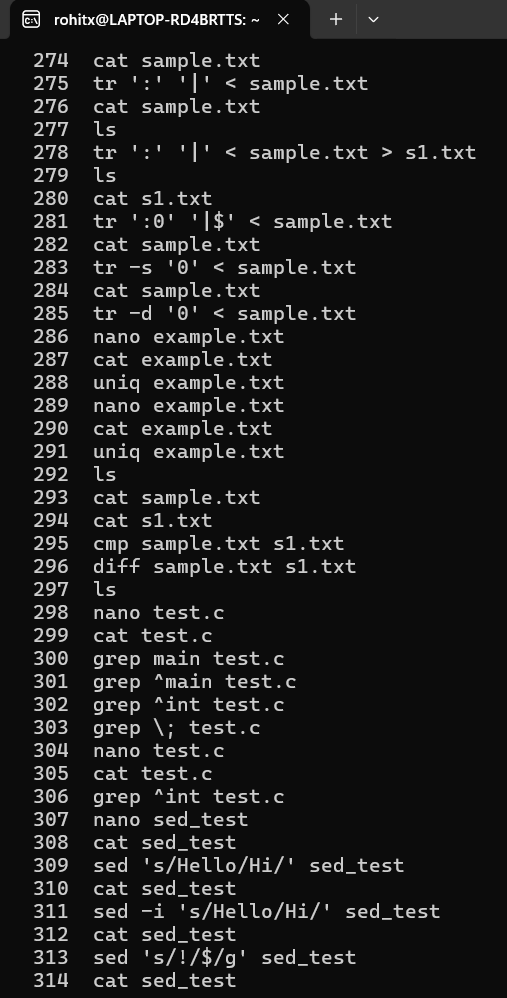 rohitx@LAPTOP-RD4BRTTS: ~
274 cat sample.txt
275 tr ':' '|' < sample.txt
276 cat sample.txt
277 ls
278 tr ':' '|' < sample.txt > s1.txt
279 ls
280 cat s1.txt
281 tr ':0' '|$' < sample.txt
282 cat sample.txt
283 tr -s '0' < sample.txt
284 cat sample.txt
285 tr -d '0' < sample.txt
286 nano example.txt
287 cat example.txt
288 uniq example.txt
289 nano example.txt
290 cat example.txt
291 uniq example.txt
292 ls
293 cat sample.txt
294 cat s1.txt
295 cmp sample.txt s1.txt
296 diff sample.txt s1.txt
297 ls
298 nano test.c
299 cat test.c
300 grep main test.c
301 grep ^main test.c
302 grep ^int test.c
303 grep \; test.c
304 nano test.c
305 cat test.c
306 grep ^int test.c
307 nano sed_test
308 cat sed_test
309 sed 's/Hello/Hi/' sed_test
310 cat sed_test
311 sed -i 's/Hello/Hi/' sed_test
312 cat sed_test
313 sed 's/!/$/g' sed_test
314 cat sed_test